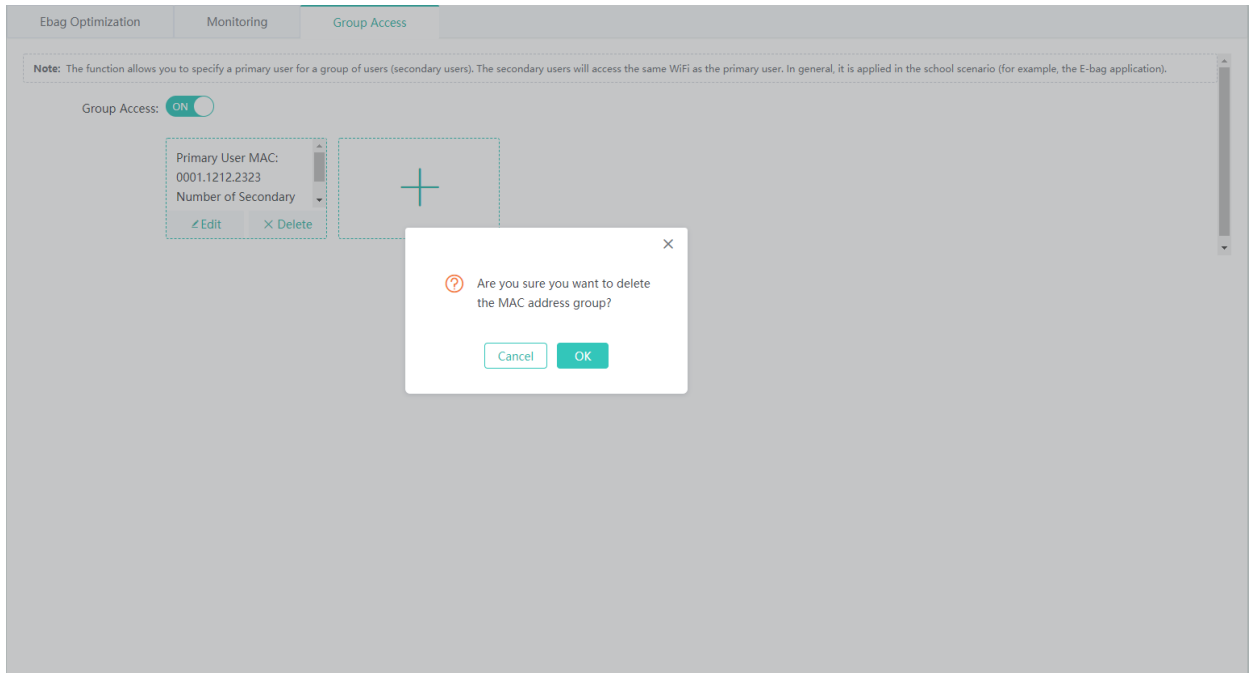 Ebag Optimization
Monitoring
Group Access
Note: The function allows you to specify a primary user for a group of users (secondary users). The secondary users will access the same WiFi as the primary user. In general, it is applied in the school scenario (for example, the E-bag application).
Group Access: ON
Primary User MAC:
0001.1212.2323
Number of Secondary
Edit
Delete
Are you sure you want to delete
the MAC address group?
Cancel
OK